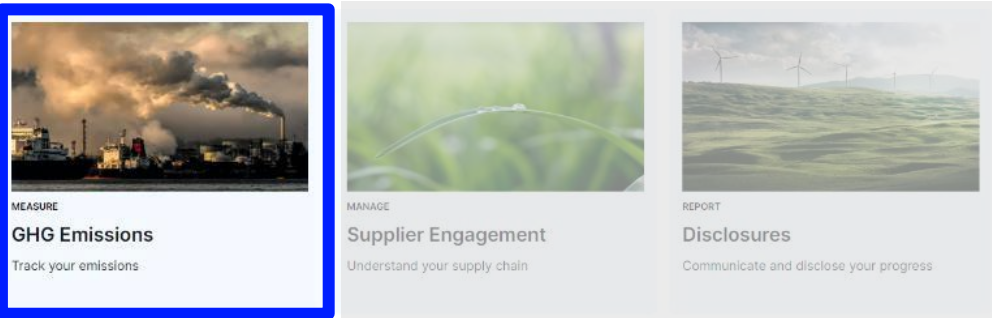 MEASURE
GHG Emissions
Track your emissions
MANAGE
Supplier Engagement
Understand your supply chain
REPORT
Disclosures
Communicate and disclose your progress